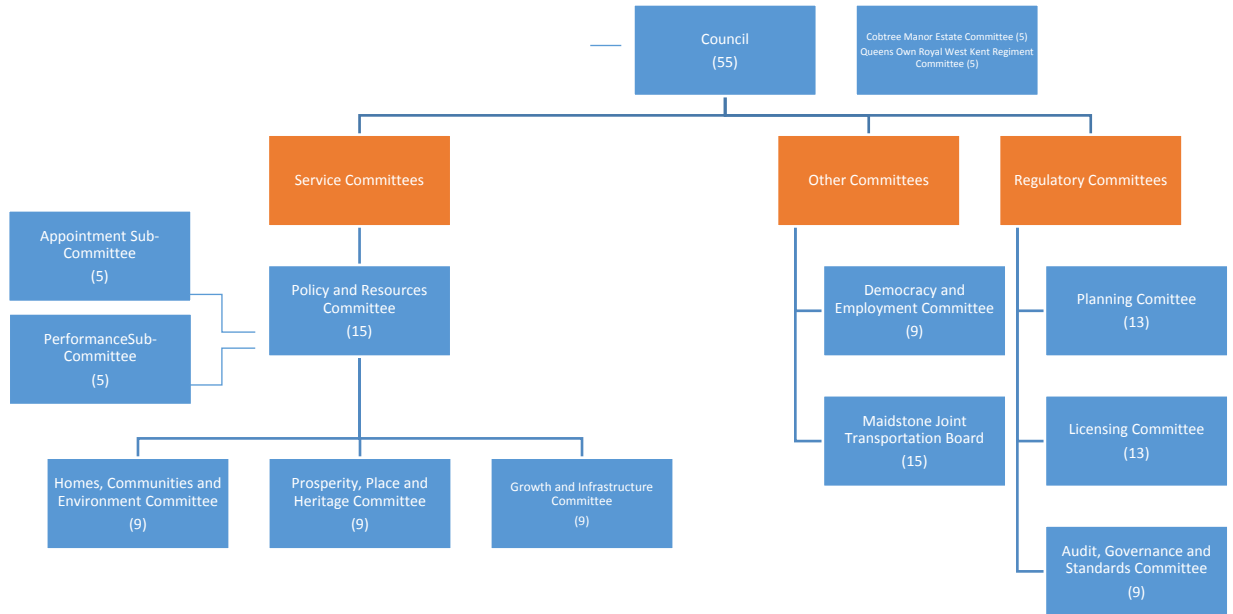 Council
(55)
Cobtree Manor Estate Committee (5)
Queens Own Royal West Kent Regiment
Committee (5)
Service Committees
Other Committees
Regulatory Committees
Appointment Sub-
Committee
(5)
Policy and Resources
Committee
(15)
Democracy and
Employment Committee
(9)
Planning Comittee
(13)
PerformanceSub-
Committee
(5)
Maidstone Joint
Transportation Board
(15)
Licensing Committee
(13)
Homes, Communities and
Environment Committee
(9)
Prosperity, Place and
Heritage Committee
(9)
Growth and Infrastructure
Committee
(9)
Audit, Governance and
Standards Committee
(9)